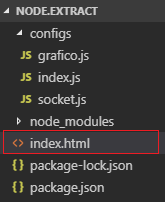 NODE.EXTRACT
configs
JS grafico.js
JS index.js
JS socket.js
node_modules
<> index.html
{} package-lock.json
{} package.json